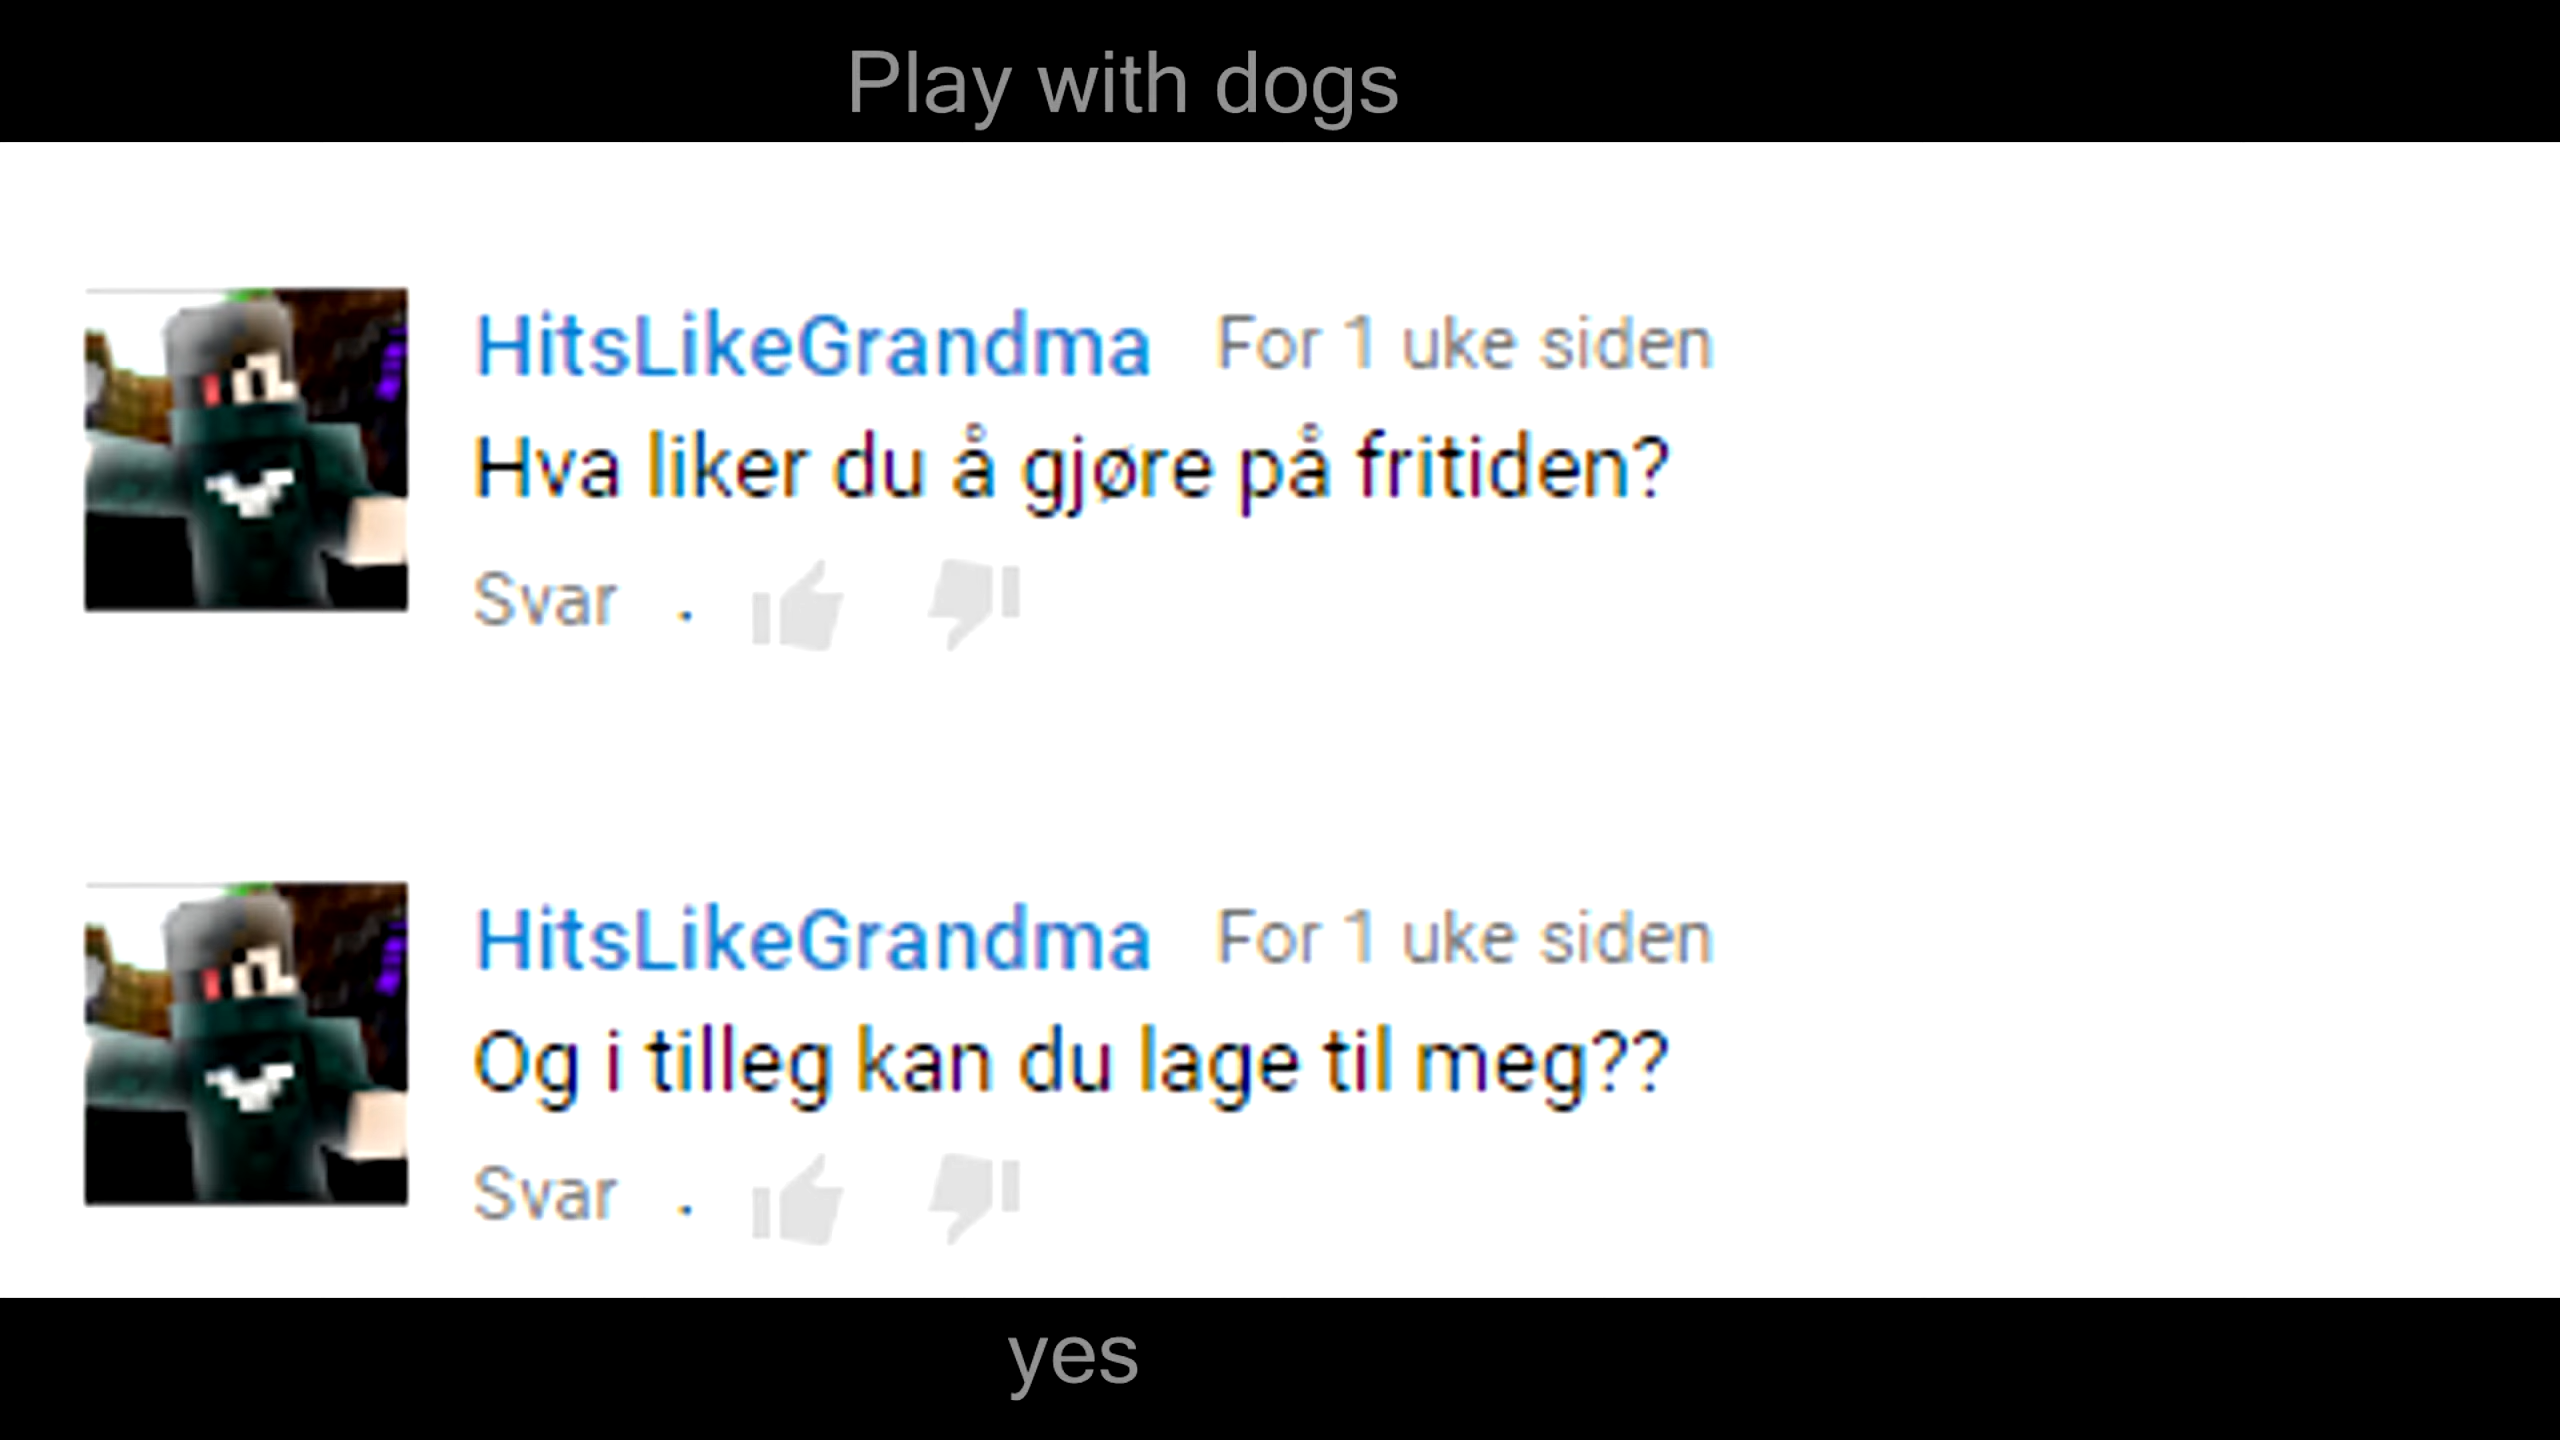 Play with dogs
HitsLikeGrandma For 1 uke siden
Hva liker du å gjøre på fritiden?
Svar .
HitsLikeGrandma For 1 uke siden
Og i tilleg kan du lage til meg??
Svar .
yes